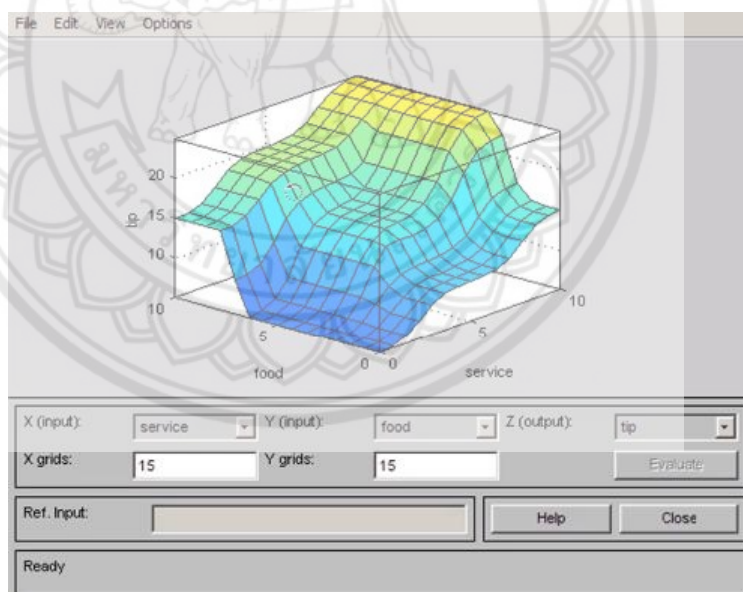 File Edit View Options
20
15
10
tip
10
5
0
food
0
5
10
service
X (input): service Y (input): food Z (output): tip
X grids: 15 Y grids: 15 Evaluate
Ref. Input: Help Close
Ready